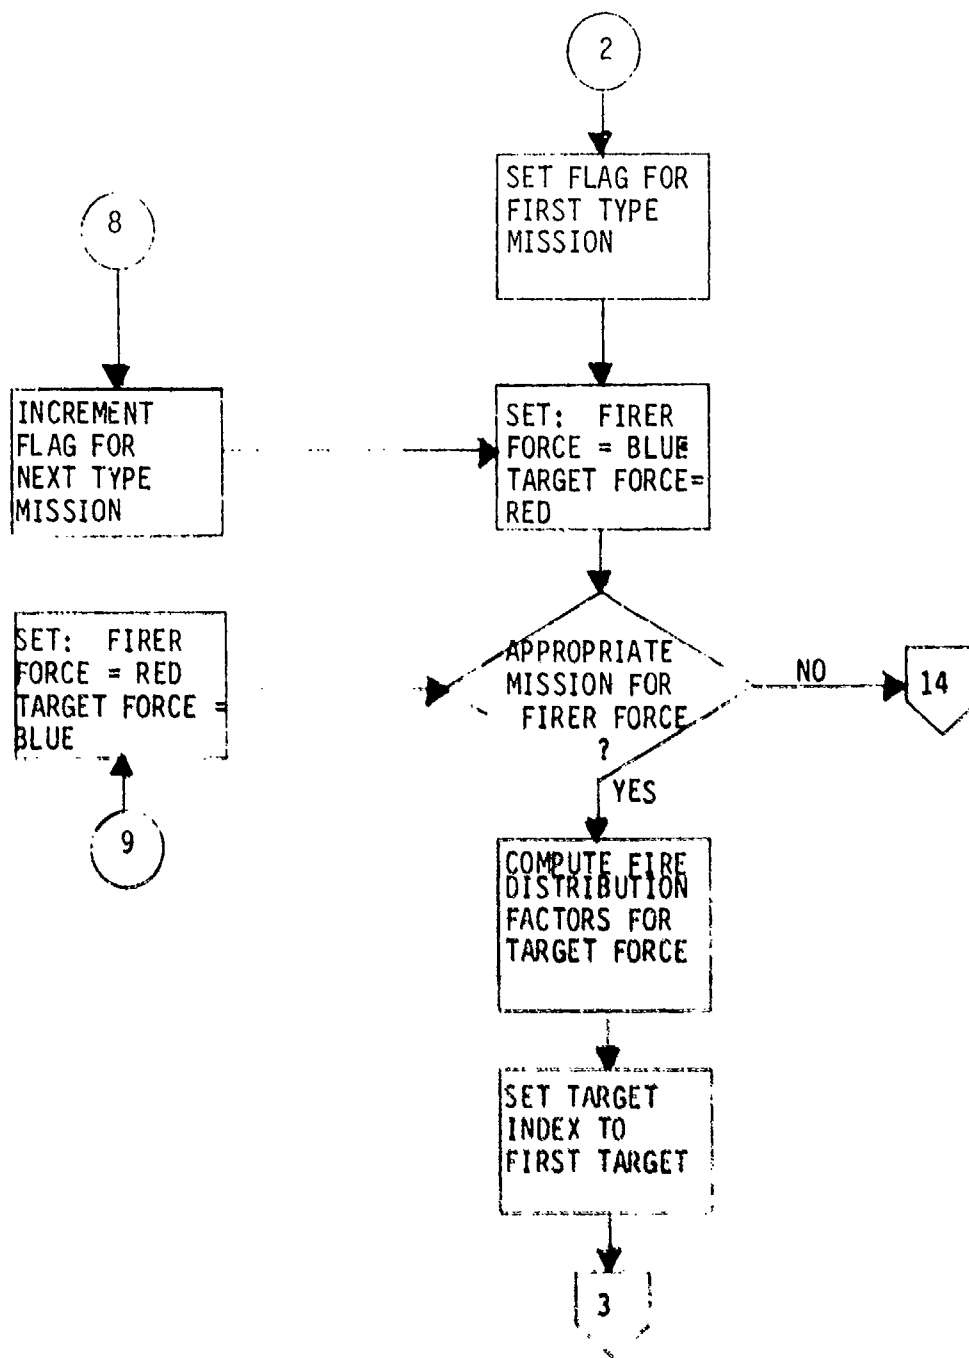 2
SET FLAG FOR
FIRST TYPE
MISSION
8
INCREMENT
FLAG FOR
NEXT TYPE
MISSION
SET: FIRER
FORCE = BLUE
TARGET FORCE=
RED
SET: FIRER
FORCE = RED
TARGET FORCE =
BLUE
9
APPROPRIATE
MISSION FOR
FIRER FORCE
?
NO
14
YES
COMPUTE FIRE
DISTRIBUTION
FACTORS FOR
TARGET FORCE
SET TARGET
INDEX TO
FIRST TARGET
3